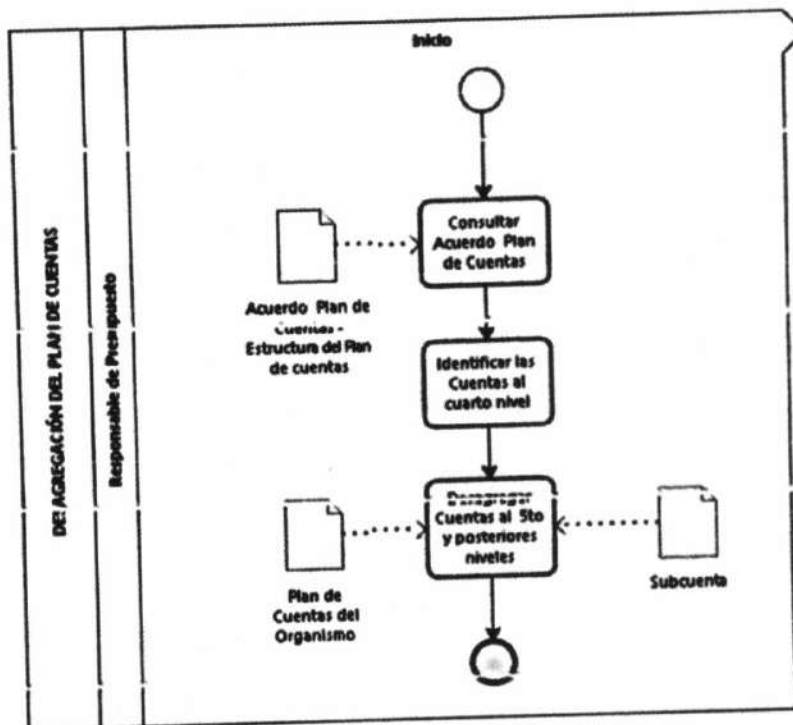 DESAGREGACIÓN DEL PLAN DE CUENTAS
Responsable de Presupuesto
Inicio
Consultar
Acuerdo Plan
de Cuentas
Acuerdo Plan de
Cuentas -
Estructura del Plan
de cuentas
Identificar las
Cuentas al
cuarto nivel
Desagregar
Cuentas al 5to
y posteriores
niveles
Plan de
Cuentas del
Organismo
Subcuenta